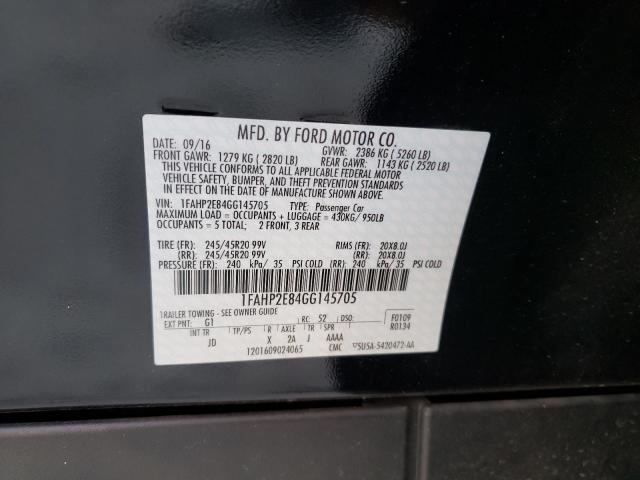 MFD. BY FORD MOTOR CO.
DATE: 09/16 GVWR: 2386 KG ( 5260 LB)
FRONT GAWR: 1279 KG ( 2820 LB) REAR GAWR: 1143 KG ( 2520 LB)
THIS VEHICLE CONFORMS TO ALL APPLICABLE FEDERAL MOTOR
VEHICLE SAFETY, BUMPER, AND THEFT PREVENTION STANDARDS
IN EFFECT ON THE DATE OF MANUFACTURE SHOWN ABOVE.
VIN: 1FAHP2E84GG145705 TYPE: Passenger Car
MAXIMUM LOAD = OCCUPANTS + LUGGAGE = 430KG/ 950LB
OCCUPANTS = 5 TOTAL; 2 FRONT, 3 REAR
TIRE (FR): 245/45R20 99V RIMS (FR): 20X8.0J
(RR): 245/45R20 99V (RR): 20X8.0J
PRESSURE (FR): 240 kPa/ 35 PSI COLD (RR): 240 kPa/ 35 PSI COLD
1FAHP2E84GG145705
TRAILER TOWING - SEE OWNER GUIDE
EXT PNT: G1 RC: 52 DSO: F0109
INT TR TP/PS R AXLE TR SPR R0134
JD X 2A J AAAA
1201609024065 CMC 5USA-5420472-AA